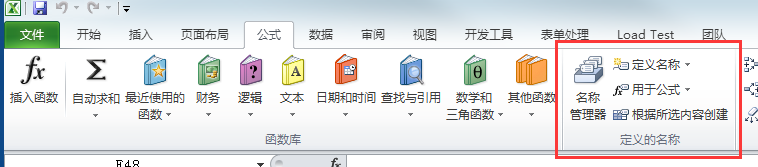 文件 开始 插入 页面布局 公式 数据 审阅 视图 开发工具 表单处理 Load Test 团队
fx Σ θ A ?
插入函数 自动求和 最近使用的函数 财务 逻辑 文本 日期和时间 查找与引用 数学和三角函数 其他函数
函数库
名称管理器
定义名称
用于公式
根据所选内容创建
定义的名称
E48 fx